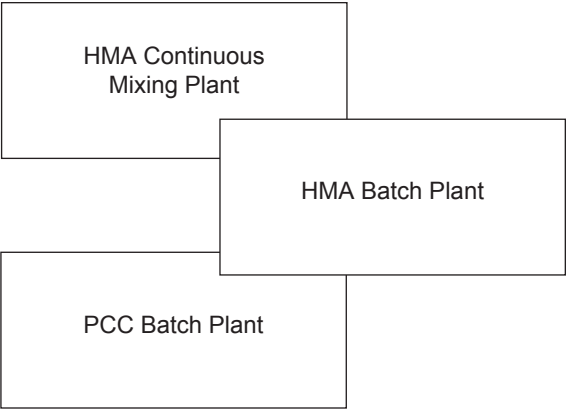 HMA Continuous
Mixing Plant
HMA Batch Plant
PCC Batch Plant